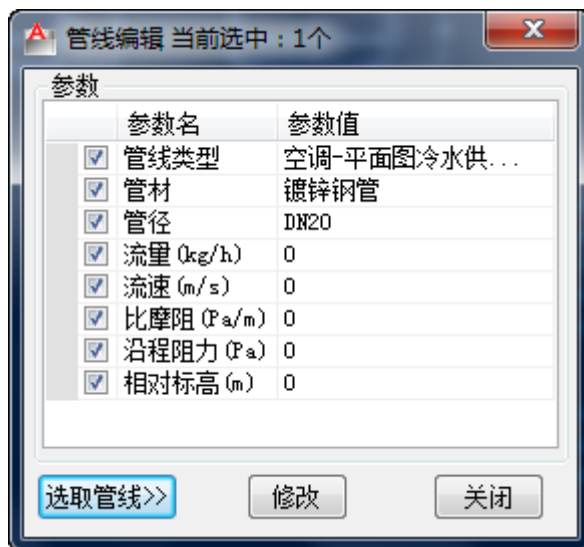 管线编辑 当前选中：1个
参数
参数名 参数值
管线类型 空调-平面图冷水供...
管材 镀锌钢管
管径 DN20
流量(kg/h) 0
流速(m/s) 0
比摩阻(Pa/m) 0
沿程阻力(Pa) 0
相对标高(m) 0
选取管线>> 修改 关闭